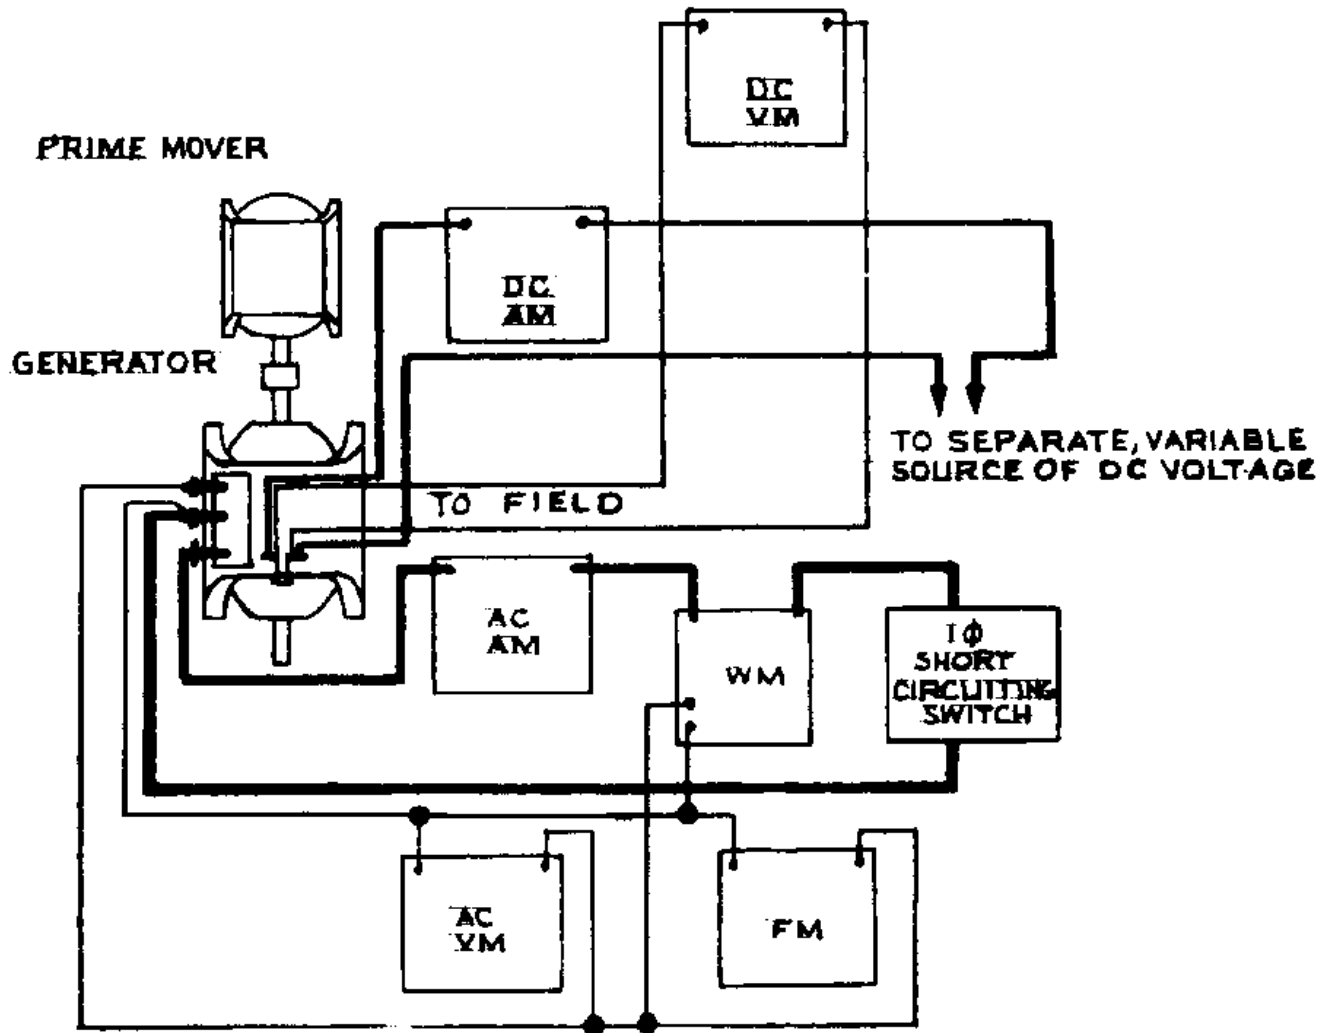 DC
VM
PRIME MOVER
DC
AM
GENERATOR
TO SEPARATE, VARIABLE
SOURCE OF DC VOLTAGE
TO FIELD
AC
AM
WM
1Φ
SHORT
CIRCUITING
SWITCH
AC
VM
FM